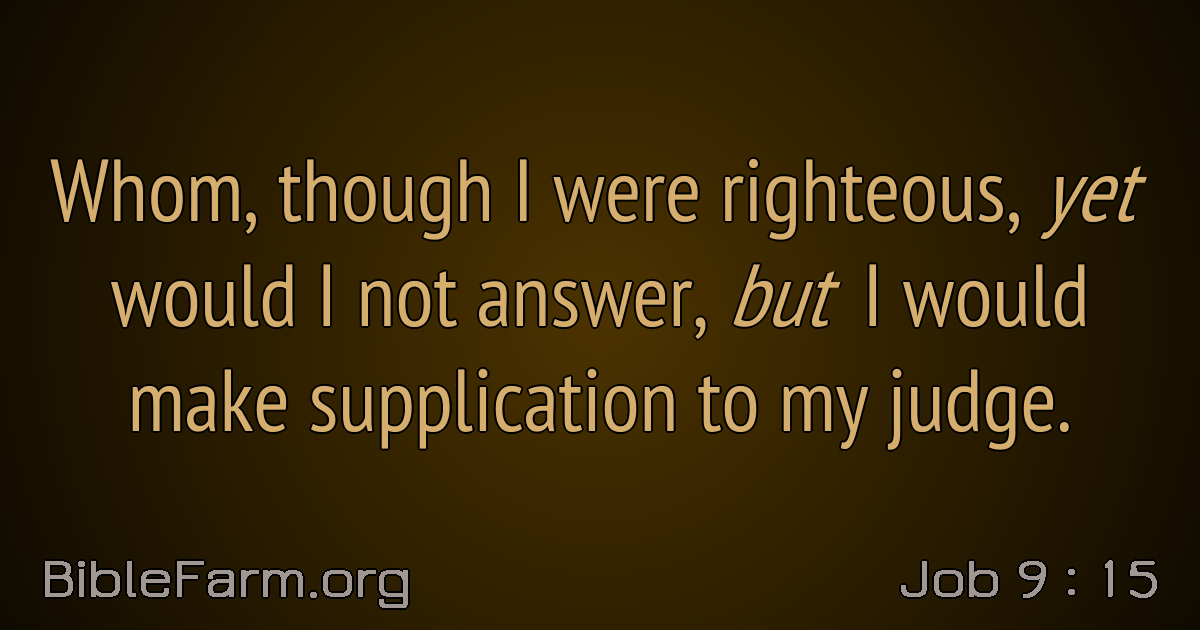 Whom, though I were righteous, yet
would I not answer, but I would
make supplication to my judge.
BibleFarm.org
Job 9 : 15